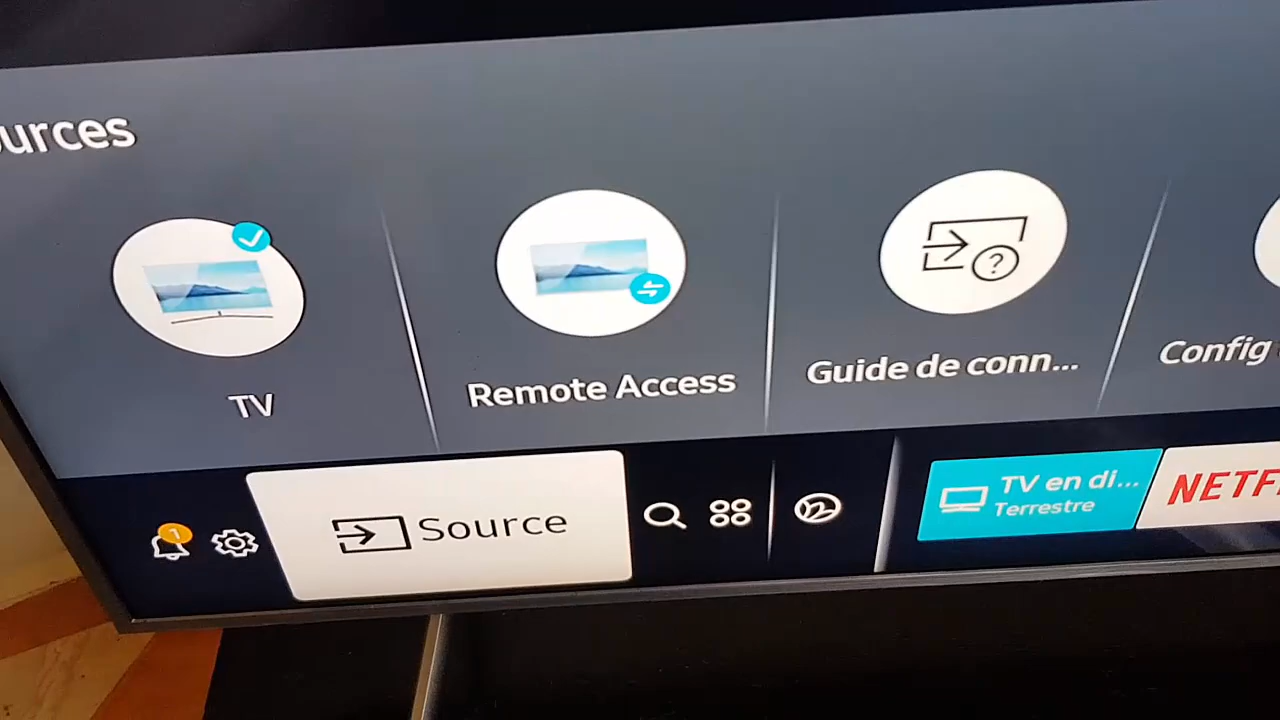 urces
TV
Remote Access
Guide de conn...
Config
1
Source
TV en di...
Terrestre
NETF